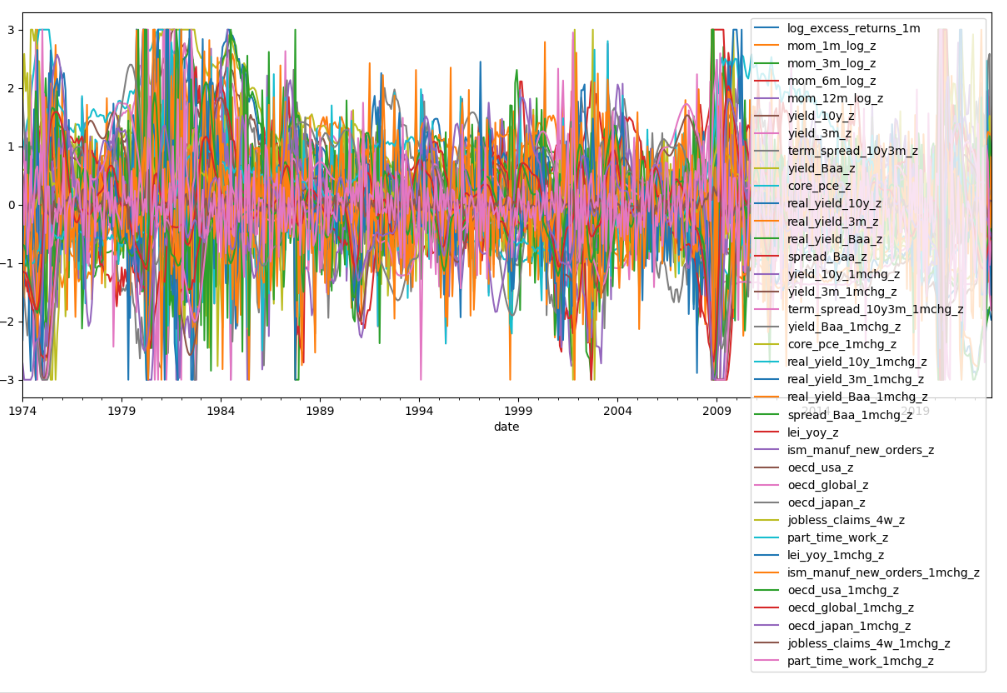 3
2
1
0
−1
−2
−3
1974 1979 1984 1989 1994 1999 2004 2009 2014 2019
date
log_excess_returns_1m
mom_1m_log_z
mom_3m_log_z
mom_6m_log_z
mom_12m_log_z
yield_10y_z
yield_3m_z
term_spread_10y3m_z
yield_Baa_z
core_pce_z
real_yield_10y_z
real_yield_3m_z
real_yield_Baa_z
spread_Baa_z
yield_10y_1mchg_z
yield_3m_1mchg_z
term_spread_10y3m_1mchg_z
yield_Baa_1mchg_z
core_pce_1mchg_z
real_yield_10y_1mchg_z
real_yield_3m_1mchg_z
real_yield_Baa_1mchg_z
spread_Baa_1mchg_z
lei_yoy_z
ism_manuf_new_orders_z
oecd_usa_z
oecd_global_z
oecd_japan_z
jobless_claims_4w_z
part_time_work_z
lei_yoy_1mchg_z
ism_manuf_new_orders_1mchg_z
oecd_usa_1mchg_z
oecd_global_1mchg_z
oecd_japan_1mchg_z
jobless_claims_4w_1mchg_z
part_time_work_1mchg_z